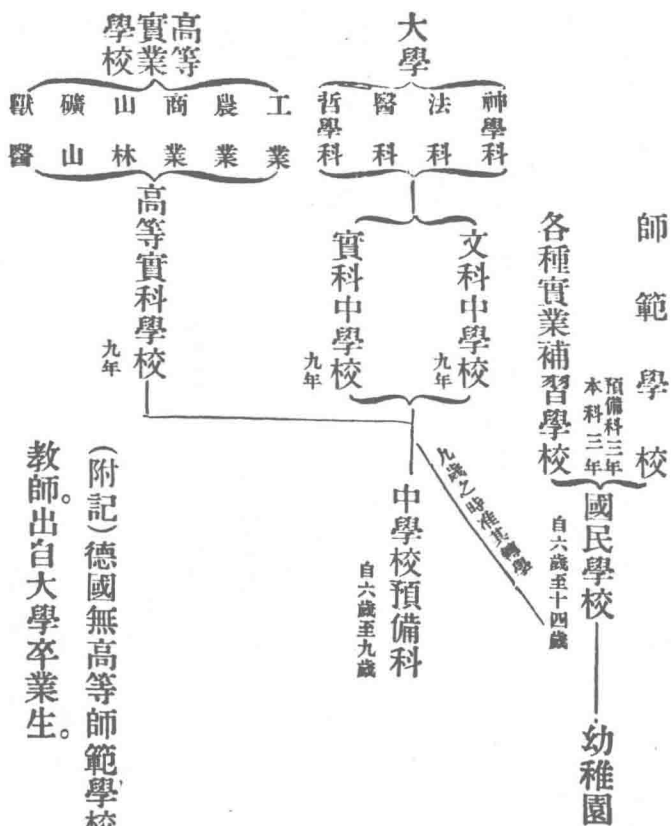 師範學校
預備科三年
本科三年
各種實業補習學校
國民學校
自六歲至十四歲
幼稚園
九歲之時准其轉學
大學
神學科
法科
醫科
哲學科
文科中學校
九年
實科中學校
九年
中學校預備科
自六歲至九歲
高等
實業
學校
工業
農業
商業
山林
礦山
獸醫
高等實科學校
九年
(附記)德國無高等師範學校
教師。出自大學卒業生。